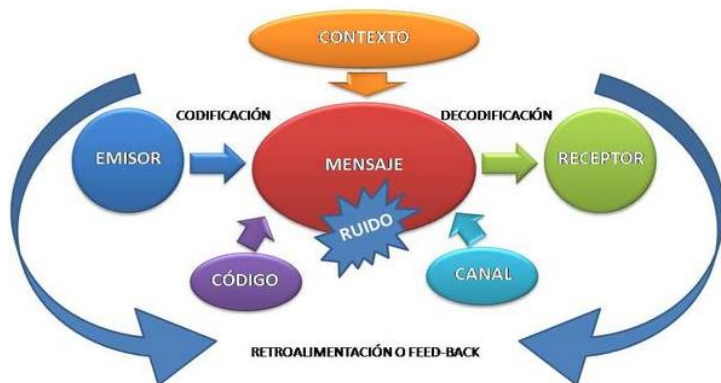 CONTEXTO
CODIFICACIÓN
DECODIFICACIÓN
EMISOR
MENSAJE
RECEPTOR
RUIDO
CÓDIGO
CANAL
RETROALIMENTACIÓN O FEED-BACK